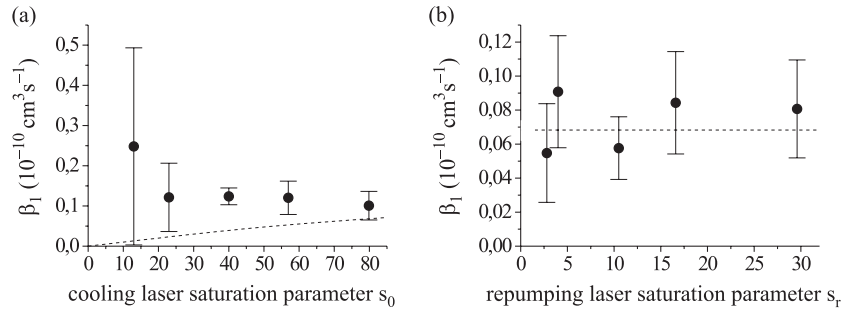 (a)
0,5
0,4
0,3
0,2
0,1
0,0
β₁ (10⁻¹⁰ cm³s⁻¹)
0 10 20 30 40 50 60 70 80
cooling laser saturation parameter s₀
(b)
0,12
0,10
0,08
0,06
0,04
0,02
0,00
β₁ (10⁻¹⁰ cm³s⁻¹)
0 5 10 15 20 25 30
repumping laser saturation parameter sᵣ